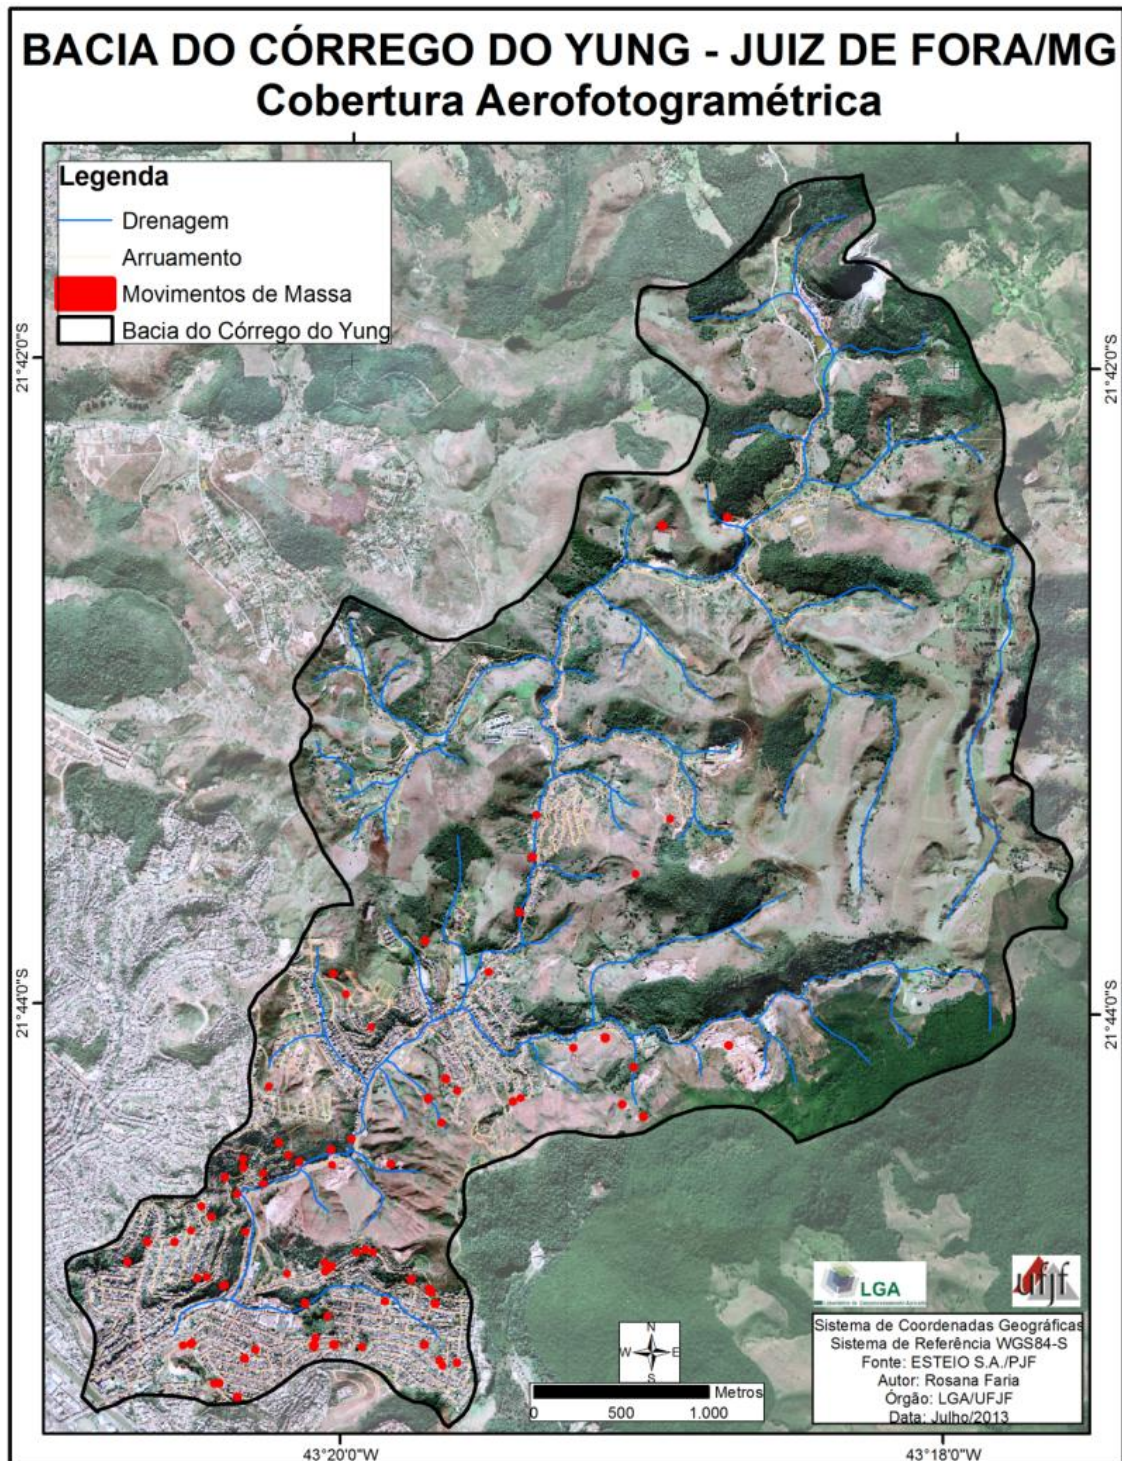 BACIA DO CÓRREGO DO YUNG - JUIZ DE FORA/MG
Cobertura Aerofotogramétrica
Legenda
Drenagem
Arruamento
Movimentos de Massa
Bacia do Córrego do Yung
21°42'0"S
21°42'0"S
21°44'0"S
21°44'0"S
LGA
ufjf
N
W
E
S
Metros
0
500
1.000
Sistema de Coordenadas Geográficas
Sistema de Referência WGS84-S
Fonte: ESTEIO S.A./PJF
Autor: Rosana Faria
Órgão: LGA/UFJF
Data: Julho/2013
43°20'0"W
43°18'0"W